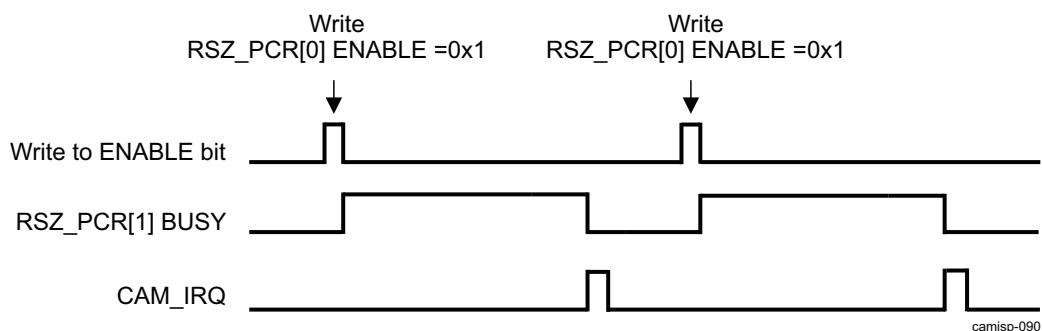 Write
RSZ_PCR[0] ENABLE =0x1
Write
RSZ_PCR[0] ENABLE =0x1
Write to ENABLE bit
RSZ_PCR[1] BUSY
CAM_IRQ
camisp-090